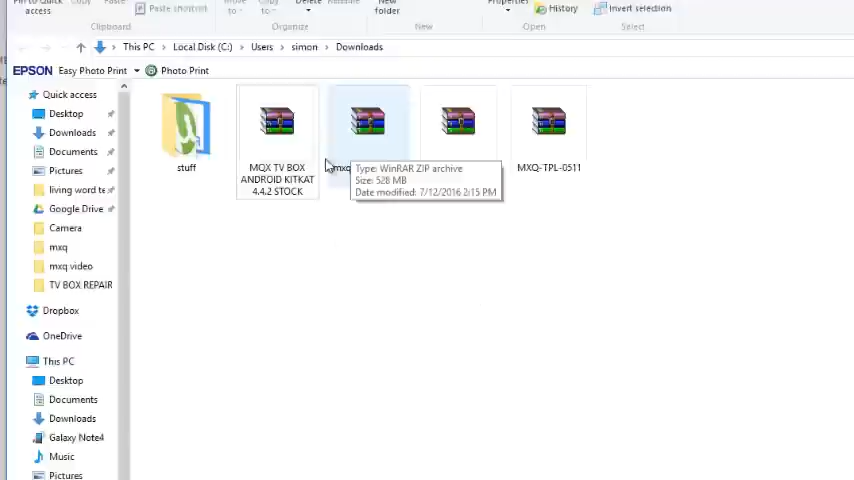 Pin to Quick
access
Copy
Paste
Paste shortcut
Move
to
Copy
to
Delete
Rename
New
folder
Properties
History
Invert selection
Clipboard
Organize
New
Open
Select
This PC
Local Disk (C:)
Users
simon
Downloads
EPSON Easy Photo Print
Photo Print
Quick access
Desktop
Downloads
Documents
Pictures
living word te
Google Drive
Camera
mxq
mxq video
TV BOX REPAIR
Dropbox
OneDrive
This PC
Desktop
Documents
Downloads
Galaxy Note4
Music
Pictures
stuff
MQX TV BOX
ANDROID KITKAT
4.4.2 STOCK
mxq
MXQ-TPL-0511
Type: WinRAR ZIP archive
Size: 528 MB
Date modified: 7/12/2016 2:15 PM